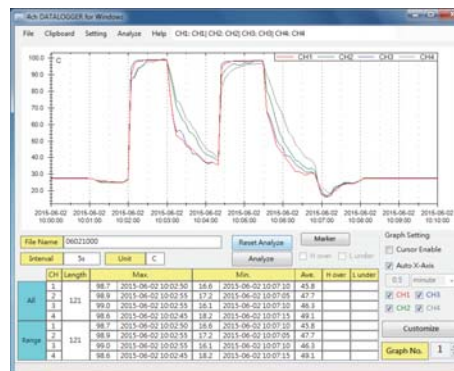 4ch DATALOGGER for Windows
File Clipboard Setting Analyze Help CH1: CH1| CH2: CH2| CH3: CH3| CH4: CH4
100.0 C CH1 CH2 CH3 CH4
90.0
80.0
70.0
60.0
50.0
40.0
30.0
20.0
2015-06-02 2015-06-02 2015-06-02 2015-06-02 2015-06-02 2015-06-02 2015-06-02 2015-06-02 2015-06-02 2015-06-02 2015-06-02
10:00:00 10:01:00 10:02:00 10:03:00 10:04:00 10:05:00 10:06:00 10:07:00 10:08:00 10:09:00 10:10:00
File Name 06021000 Reset Analyze Marker Graph Setting
Cursor Enable
Interval 5s Unit C Analyze H over L under Auto X-Axis
CH Length Max. Min. Ave. H over L under 0.5 minute
All 121
1 98.7 2015-06-02 10:02:50 16.6 2015-06-02 10:07:10 45.8
2 98.9 2015-06-02 10:02:55 17.2 2015-06-02 10:07:05 47.7
3 99.0 2015-06-02 10:02:55 16.1 2015-06-02 10:07:10 46.3
4 98.6 2015-06-02 10:02:45 18.2 2015-06-02 10:07:15 49.1
Range 121
1 98.7 2015-06-02 10:02:50 16.6 2015-06-02 10:07:10 45.8
2 98.9 2015-06-02 10:02:55 17.2 2015-06-02 10:07:05 47.7
3 99.0 2015-06-02 10:02:55 16.1 2015-06-02 10:07:10 46.3
4 98.6 2015-06-02 10:02:45 18.2 2015-06-02 10:07:15 49.1
CH1 CH3
CH2 CH4
Customize
Graph No. 1